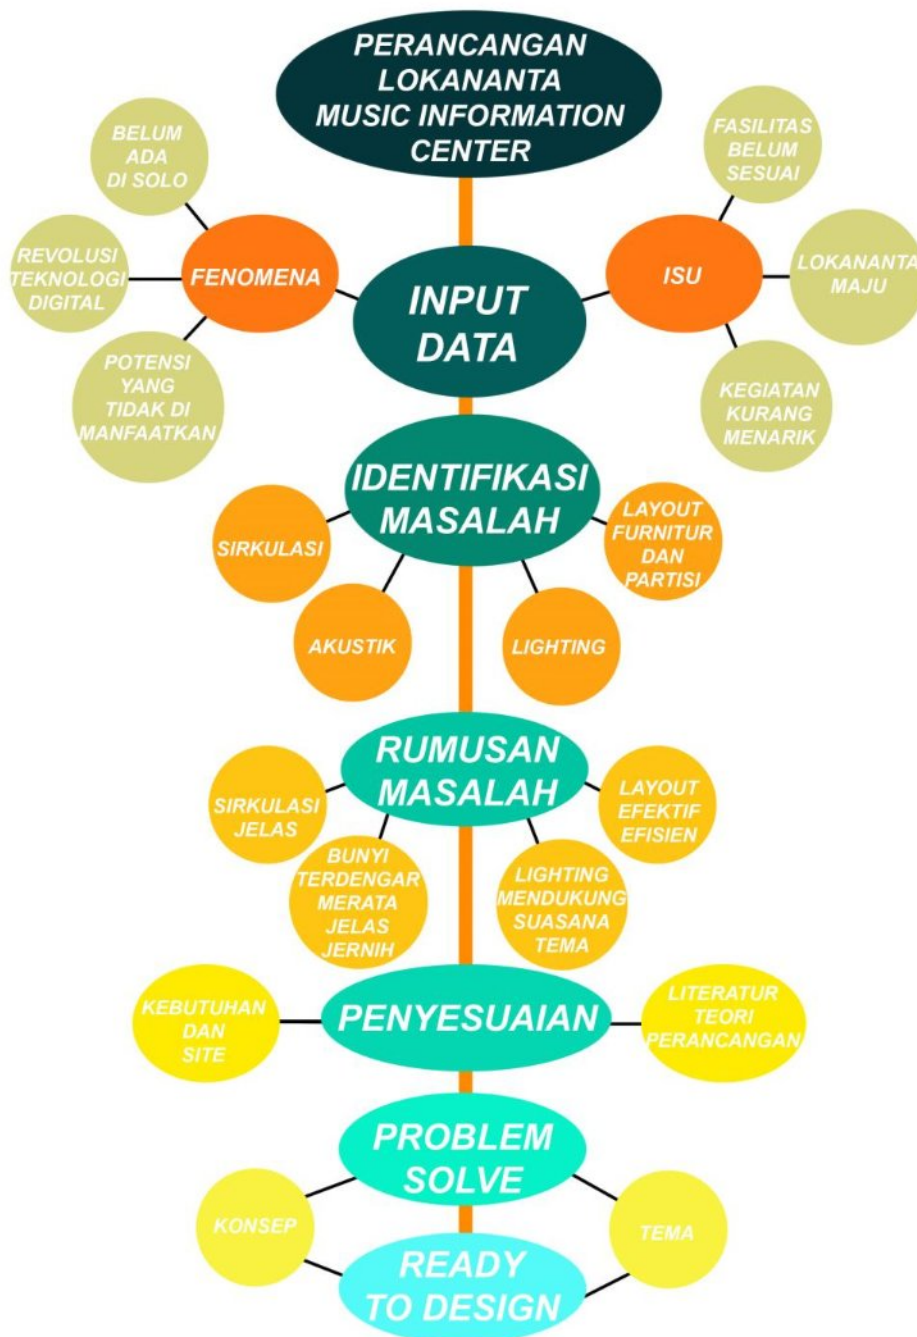 PERANCANGAN
LOKANANTA
MUSIC INFORMATION
CENTER
BELUM
ADA
DI SOLO
REVOLUSI
TEKNOLOGI
DIGITAL
POTENSI
YANG
TIDAK DI
MANFAATKAN
FENOMENA
INPUT
DATA
ISU
FASILITAS
BELUM
SESUAI
LOKANANTA
MAJU
KEGIATAN
KURANG
MENARIK
IDENTIFIKASI
MASALAH
SIRKULASI
AKUSTIK
LIGHTING
LAYOUT
FURNITUR
DAN
PARTISI
RUMUSAN
MASALAH
SIRKULASI
JELAS
BUNYI
TERDENGAR
MERATA
JELAS
JERNIH
LIGHTING
MENDUKUNG
SUASANA
TEMA
LAYOUT
EFEKTIF
EFISIEN
PENYESUAIAN
KEBUTUHAN
DAN
SITE
LITERATUR
TEORI
PERANCANGAN
PROBLEM
SOLVE
KONSEP
TEMA
READY
TO DESIGN